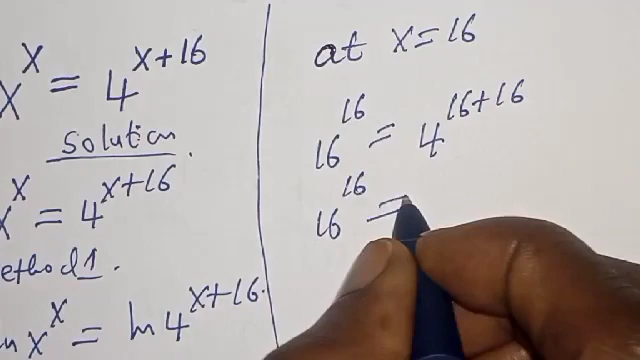 x^x = 4^{x+16}
Solution.
x^x = 4^{x+16}
ethod 1.
x^x = ln 4^{x+16}.
at x = 16
16^{16} = 4^{16+16}
16^{16} =